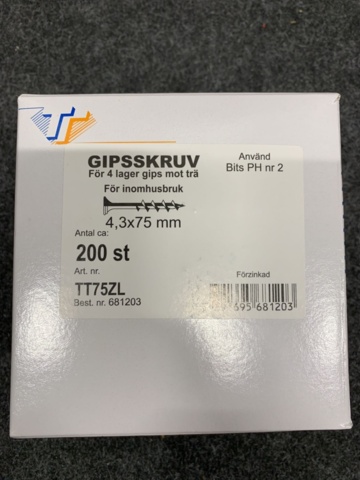 GIPSSKRUV
För 4 lager gips mot trä
För inomhusbruk
4,3x75 mm
Antal ca:
200 st
Art. nr.
TT75ZL
Best. nr. 681203
Använd
Bits PH nr 2
Förzinkad
695 681203